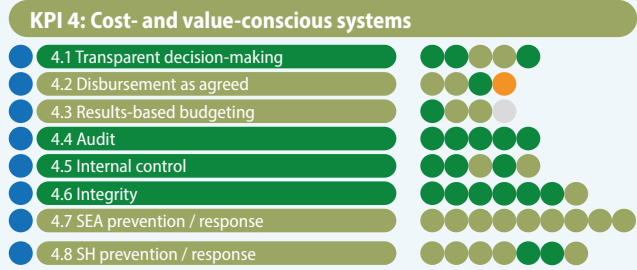 KPI 4: Cost- and value-conscious systems
4.1 Transparent decision-making
4.2 Disbursement as agreed
4.3 Results-based budgeting
4.4 Audit
4.5 Internal control
4.6 Integrity
4.7 SEA prevention / response
4.8 SH prevention / response